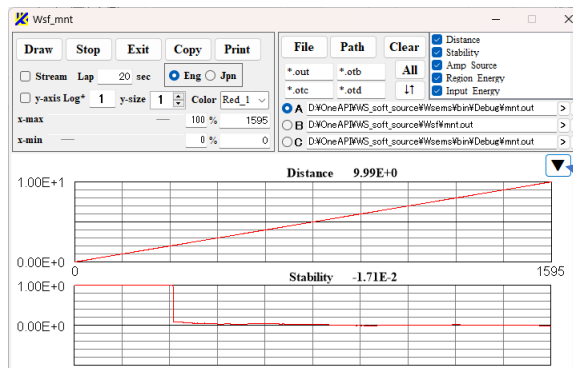 Wsf_mnt
Draw Stop Exit Copy Print
Stream Lap 20 sec Eng Jpn
y-axis Log* 1 y-size 1 Color Red_1
x-max 100 % 1595
x-min 0 % 0
File Path Clear
*.out *.otb All
*.otc *.otd ↓↑
Distance
Stability
Amp Source
Region Energy
Input Energy
A D:¥OneAPI¥WS_soft_source¥Wsems¥bin¥Debug¥mnt.out >
B D:¥OneAPI¥WS_soft_source¥Wsf¥mnt.out >
C D:¥OneAPI¥WS_soft_source¥Wsems¥bin¥Debug¥mnt.out >
▼
Distance 9.99E+0
1.00E+1
0.00E+0
0 1595
Stability -1.71E-2
1.00E+0
0.00E+0